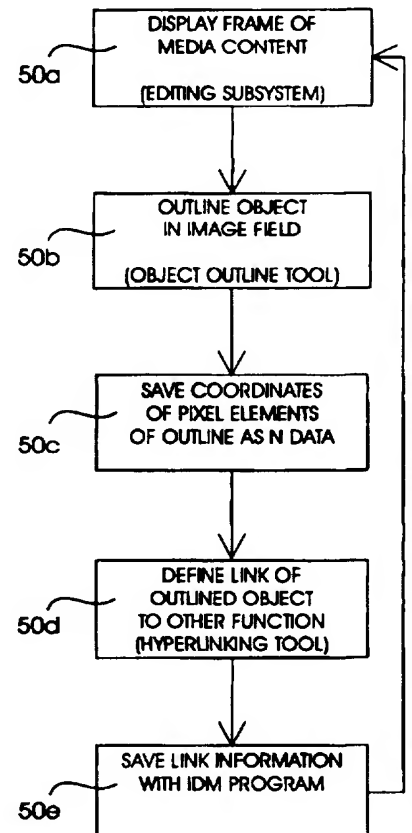 50a
DISPLAY FRAME OF
MEDIA CONTENT
(EDITING SUBSYSTEM)
50b
OUTLINE OBJECT
IN IMAGE FIELD
(OBJECT OUTLINE TOOL)
50c
SAVE COORDINATES
OF PIXEL ELEMENTS
OF OUTLINE AS N DATA
50d
DEFINE LINK OF
OUTLINED OBJECT
TO OTHER FUNCTION
(HYPERLINKING TOOL)
50e
SAVE LINK INFORMATION
WITH IDM PROGRAM